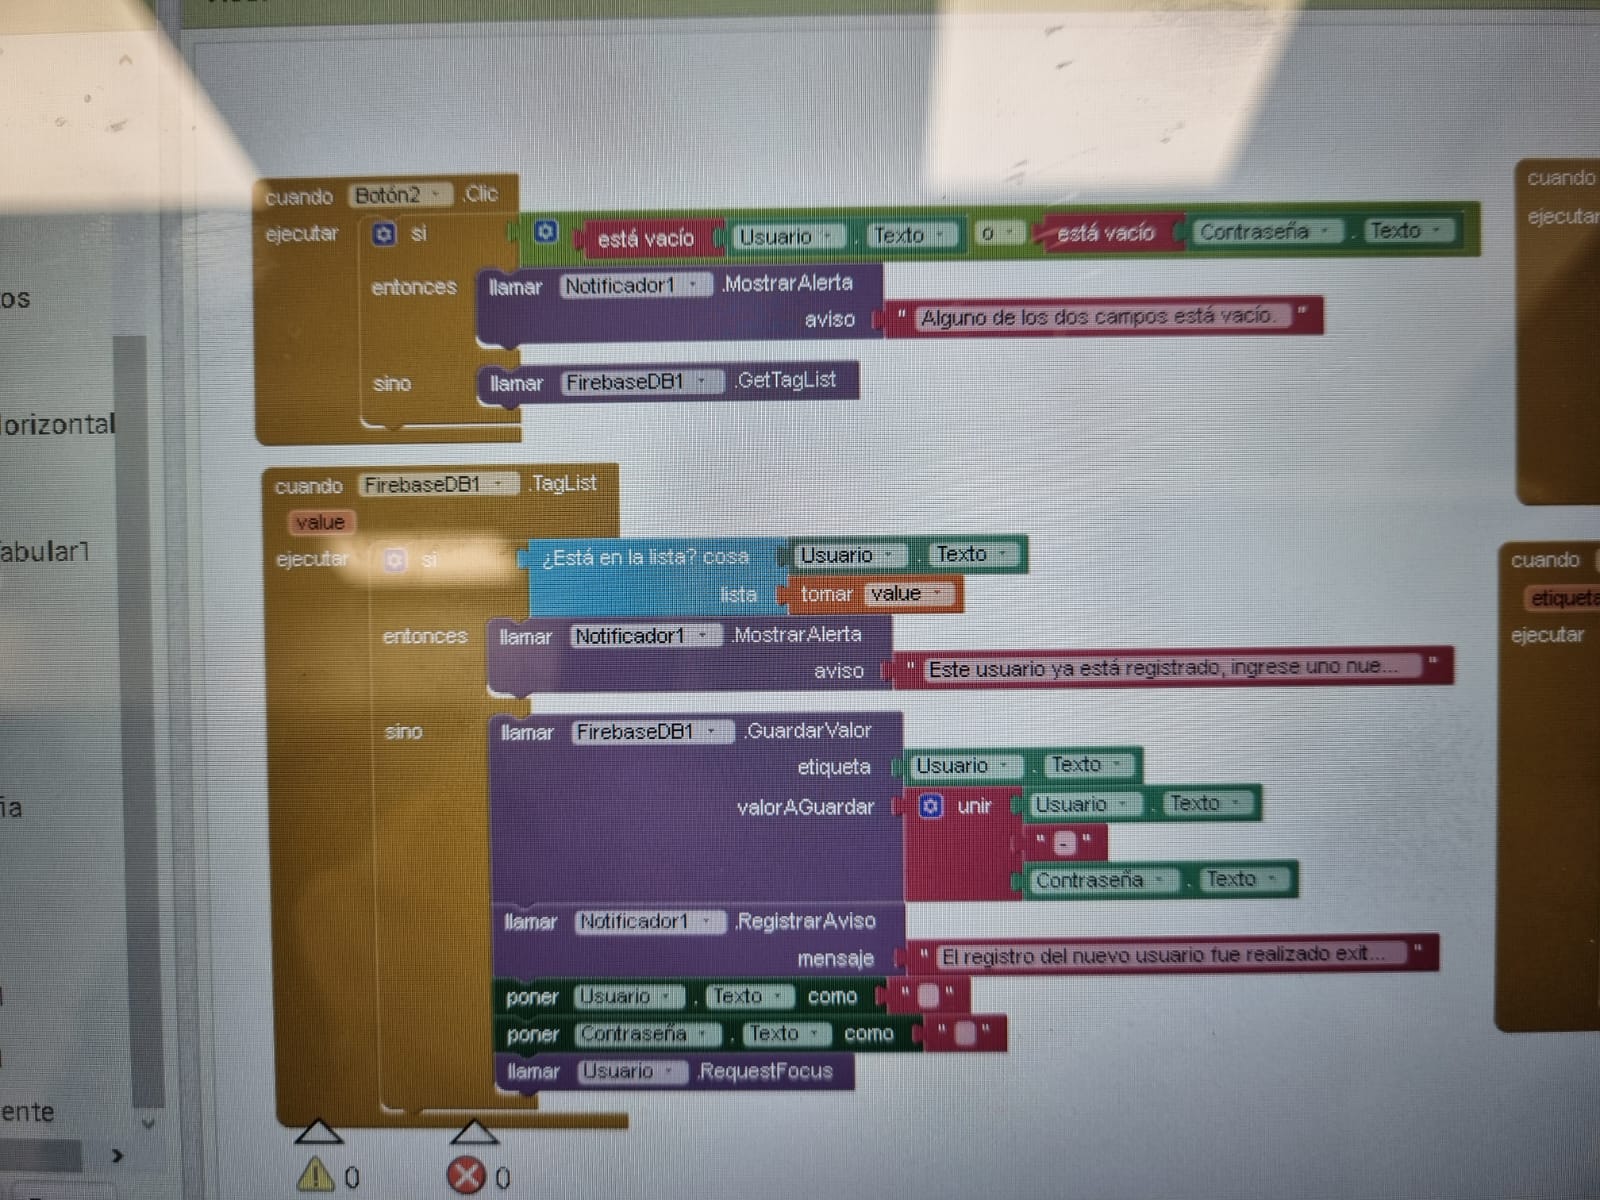 cuando Botón2 .Clic
ejecutar si está vacío Usuario . Texto o está vacío Contraseña . Texto
entonces llamar Notificador1 .MostrarAlerta
aviso " Alguno de los dos campos está vacío. "
sino llamar FirebaseDB1 .GetTagList
cuando FirebaseDB1 .TagList
value
ejecutar si ¿Está en la lista? cosa Usuario . Texto
lista tomar value
entonces llamar Notificador1 .MostrarAlerta
aviso " Este usuario ya está registrado, ingrese uno nue... "
sino llamar FirebaseDB1 .GuardarValor
etiqueta Usuario . Texto
valorAGuardar unir Usuario . Texto
" - "
Contraseña . Texto
llamar Notificador1 .RegistrarAviso
mensaje " El registro del nuevo usuario fue realizado exit... "
poner Usuario . Texto como " "
poner Contraseña . Texto como " "
llamar Usuario .RequestFocus
0 0
os
orizontal
abular1
ña
ente
cuando
ejecutar
cuando
etiqueta
ejecutar